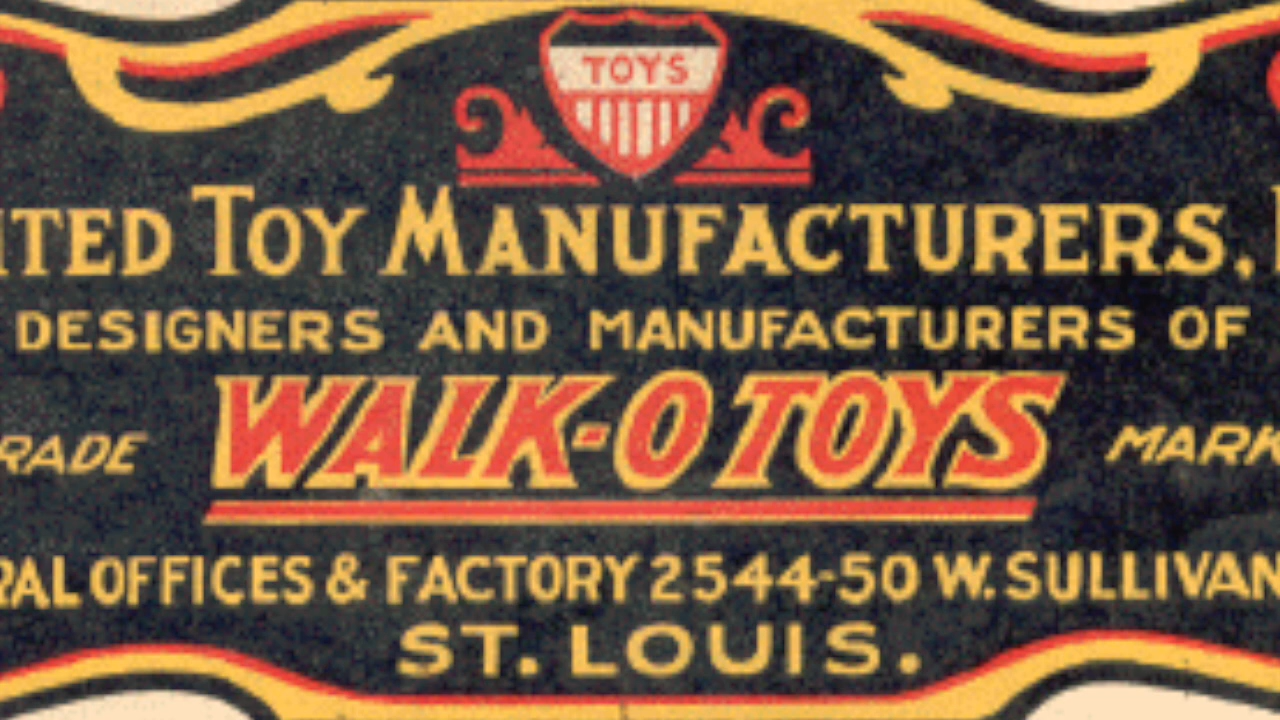 TOYS
ITED TOY MANUFACTURERS,
DESIGNERS AND MANUFACTURERS OF
RADE WALK-O TOYS MARK
RAL OFFICES & FACTORY 2544-50 W. SULLIVAN
ST. LOUIS.